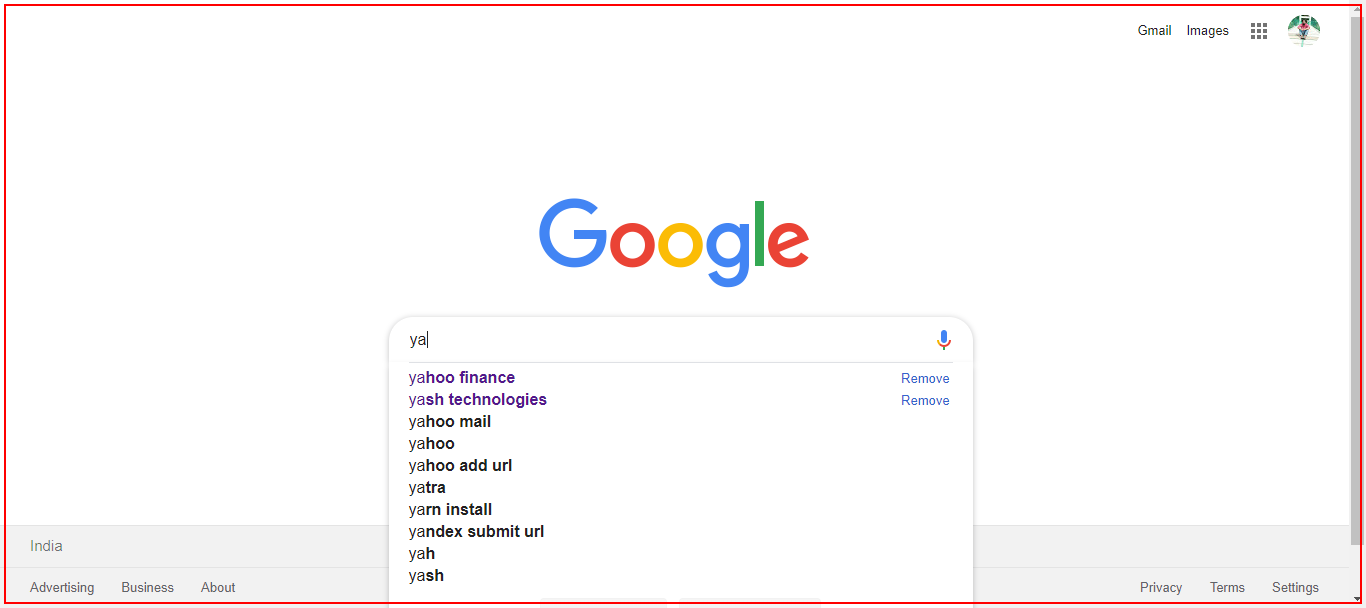 Gmail Images
Google
ya
yahoo finance Remove
yash technologies Remove
yahoo mail
yahoo
yahoo add url
yatra
yarn install
yandex submit url
yah
yash
India
Advertising Business About
Privacy Terms Settings